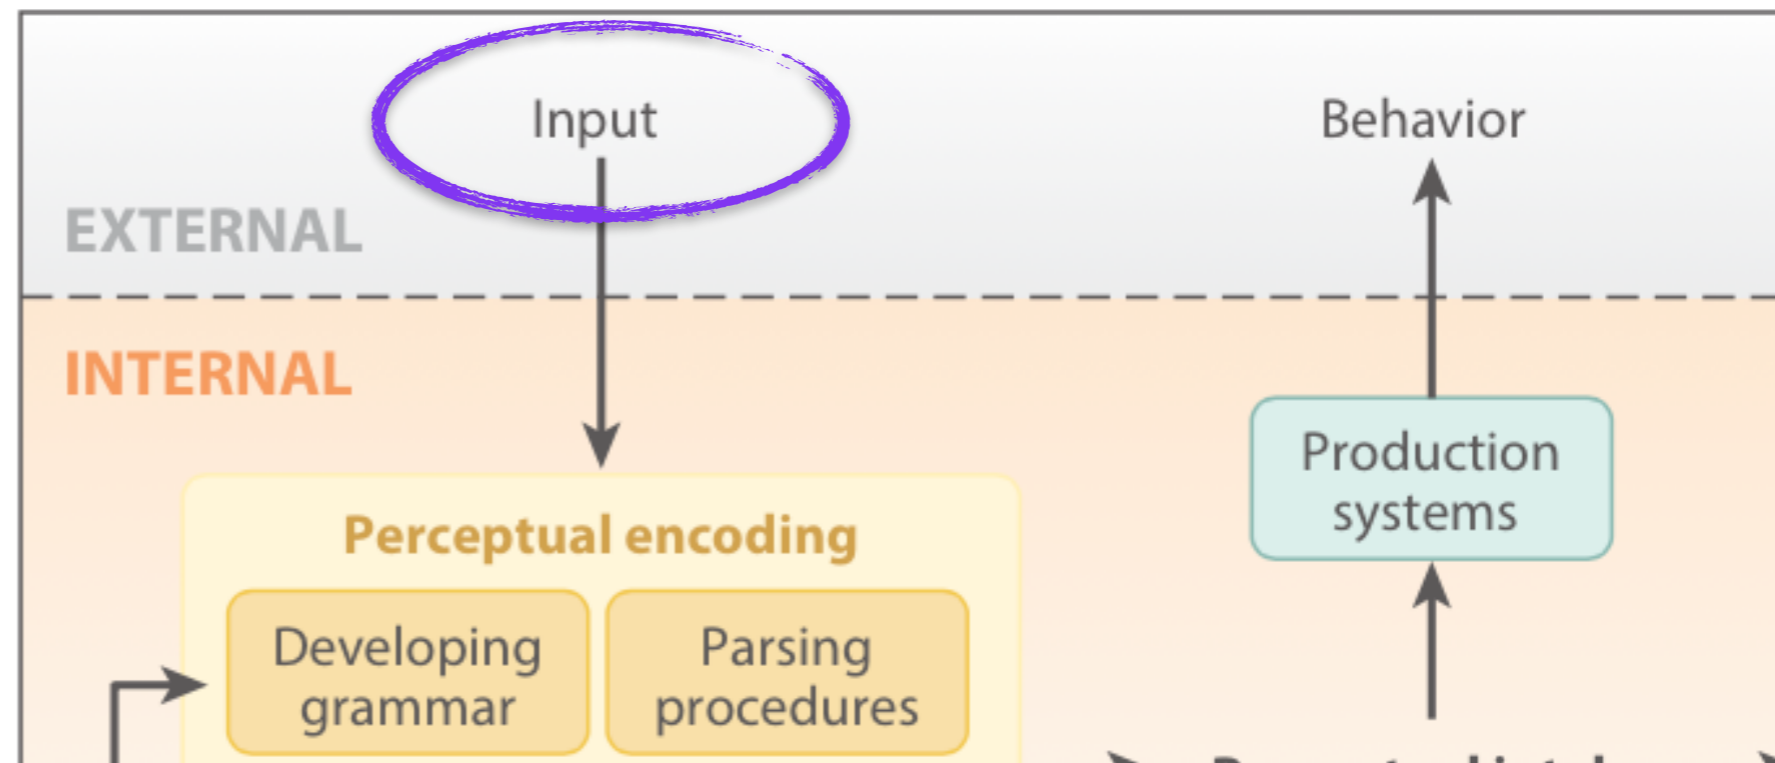 Input
Behavior
EXTERNAL
INTERNAL
Production
systems
Perceptual encoding
Developing
grammar
Parsing
procedures